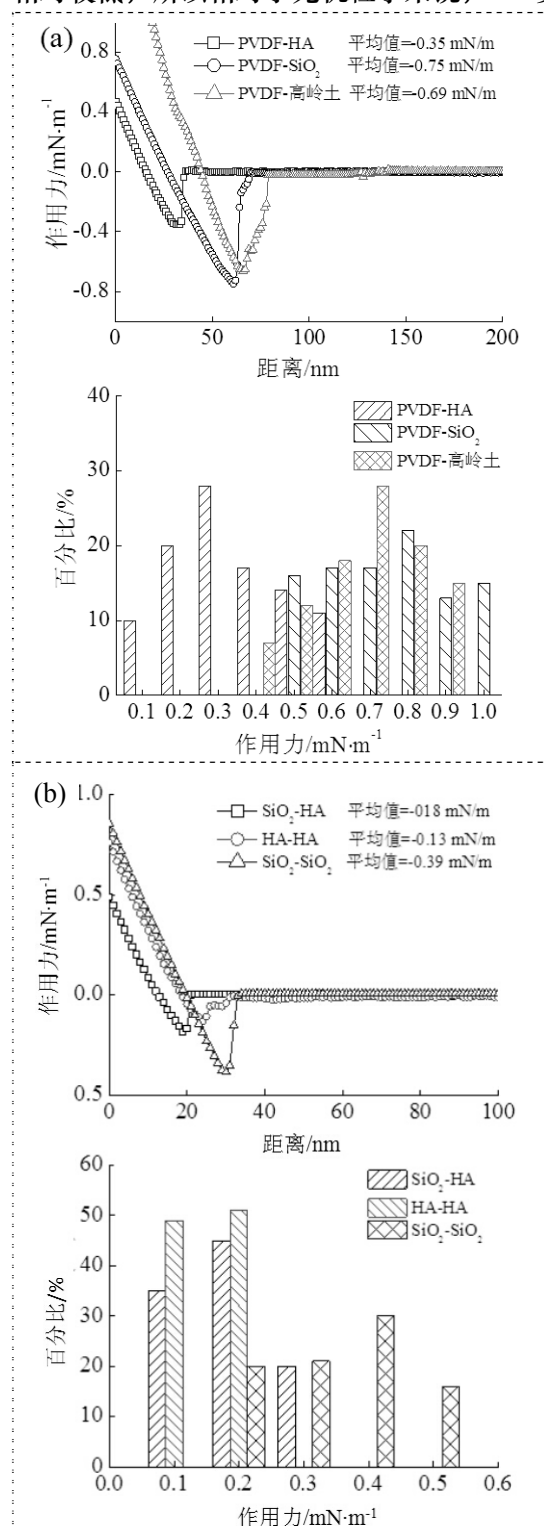 (a)
PVDF-HA 平均值=-0.35 mN/m
PVDF-SiO₂ 平均值=-0.75 mN/m
PVDF-高岭土 平均值=-0.69 mN/m
0.8
0.4
0.0
-0.4
-0.8
作用力/mN·m⁻¹
0 50 100 150 200
距离/nm
40
30
20
10
0
百分比/%
PVDF-HA
PVDF-SiO₂
PVDF-高岭土
0.1 0.2 0.3 0.4 0.5 0.6 0.7 0.8 0.9 1.0
作用力/mN·m⁻¹
(b)
SiO₂-HA 平均值=-018 mN/m
HA-HA 平均值=-0.13 mN/m
SiO₂-SiO₂ 平均值=-0.39 mN/m
1.0
0.5
0.0
0.5
作用力/mN·m⁻¹
0 20 40 60 80 100
距离/nm
60
50
40
30
20
10
0
百分比/%
SiO₂-HA
HA-HA
SiO₂-SiO₂
0.0 0.1 0.2 0.3 0.4 0.5 0.6
作用力/mN·m⁻¹